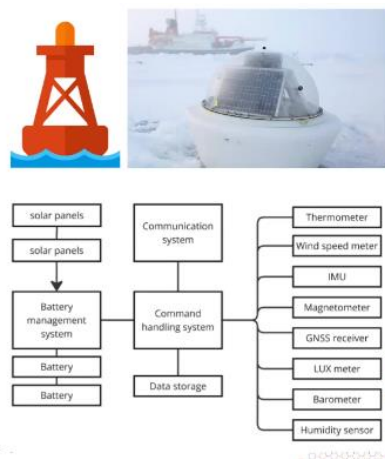 solar panels
solar panels
Battery
management
system
Battery
Battery
Communication
system
Command
handling system
Data storage
Thermometer
Wind speed meter
IMU
Magnetometer
GNSS receiver
LUX meter
Barometer
Humidity sensor